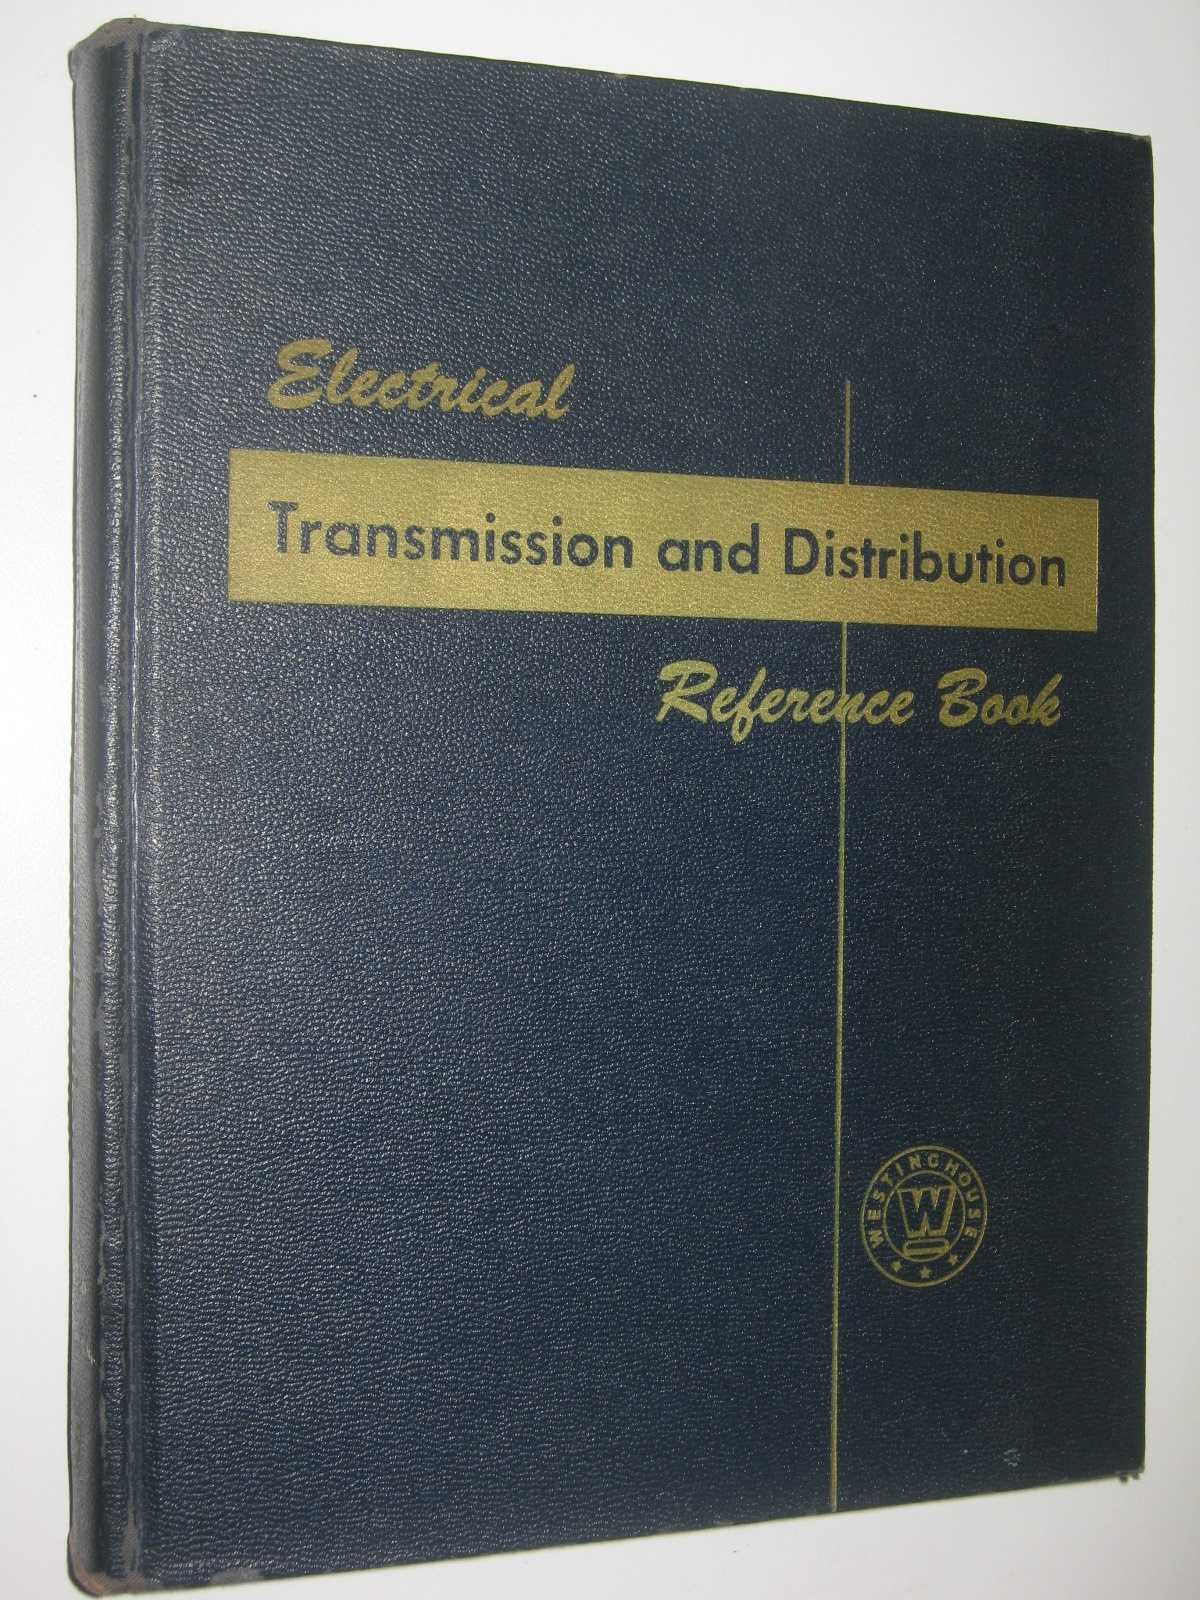 Electrical
Transmission and Distribution
Reference Book
WESTINGHOUSE
W